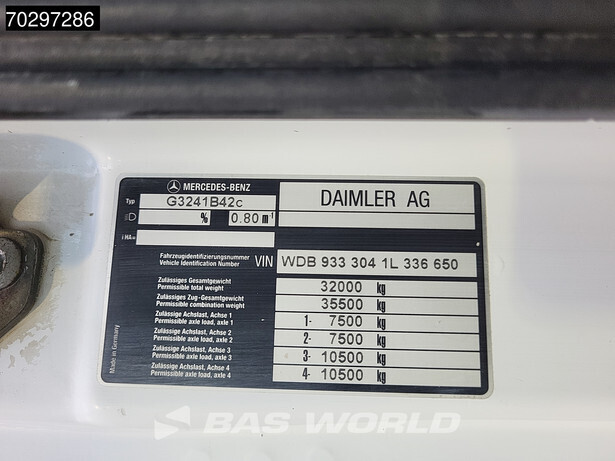 70297286
MERCEDES-BENZ
Typ G3241B42c
DAIMLER AG
D % 0.80 m-1
i HA=
Fahrzeugidentifizierungsnummer
Vehicle Identification Number VIN WDB 933 304 1L 336 650
Zulässiges Gesamtgewicht
Permissible total weight 32000 kg
Zulässiges Zug-Gesamtgewicht
Permissible combination weight 35500 kg
Zulässige Achslast, Achse 1
Permissible axle load, axle 1 1- 7500 kg
Zulässige Achslast, Achse 2
Permissible axle load, axle 2 2- 7500 kg
Zulässige Achslast, Achse 3
Permissible axle load, axle 3 3- 10500 kg
Zulässige Achslast, Achse 4
Permissible axle load, axle 4 4- 10500 kg
Made in Germany
BAS WORLD